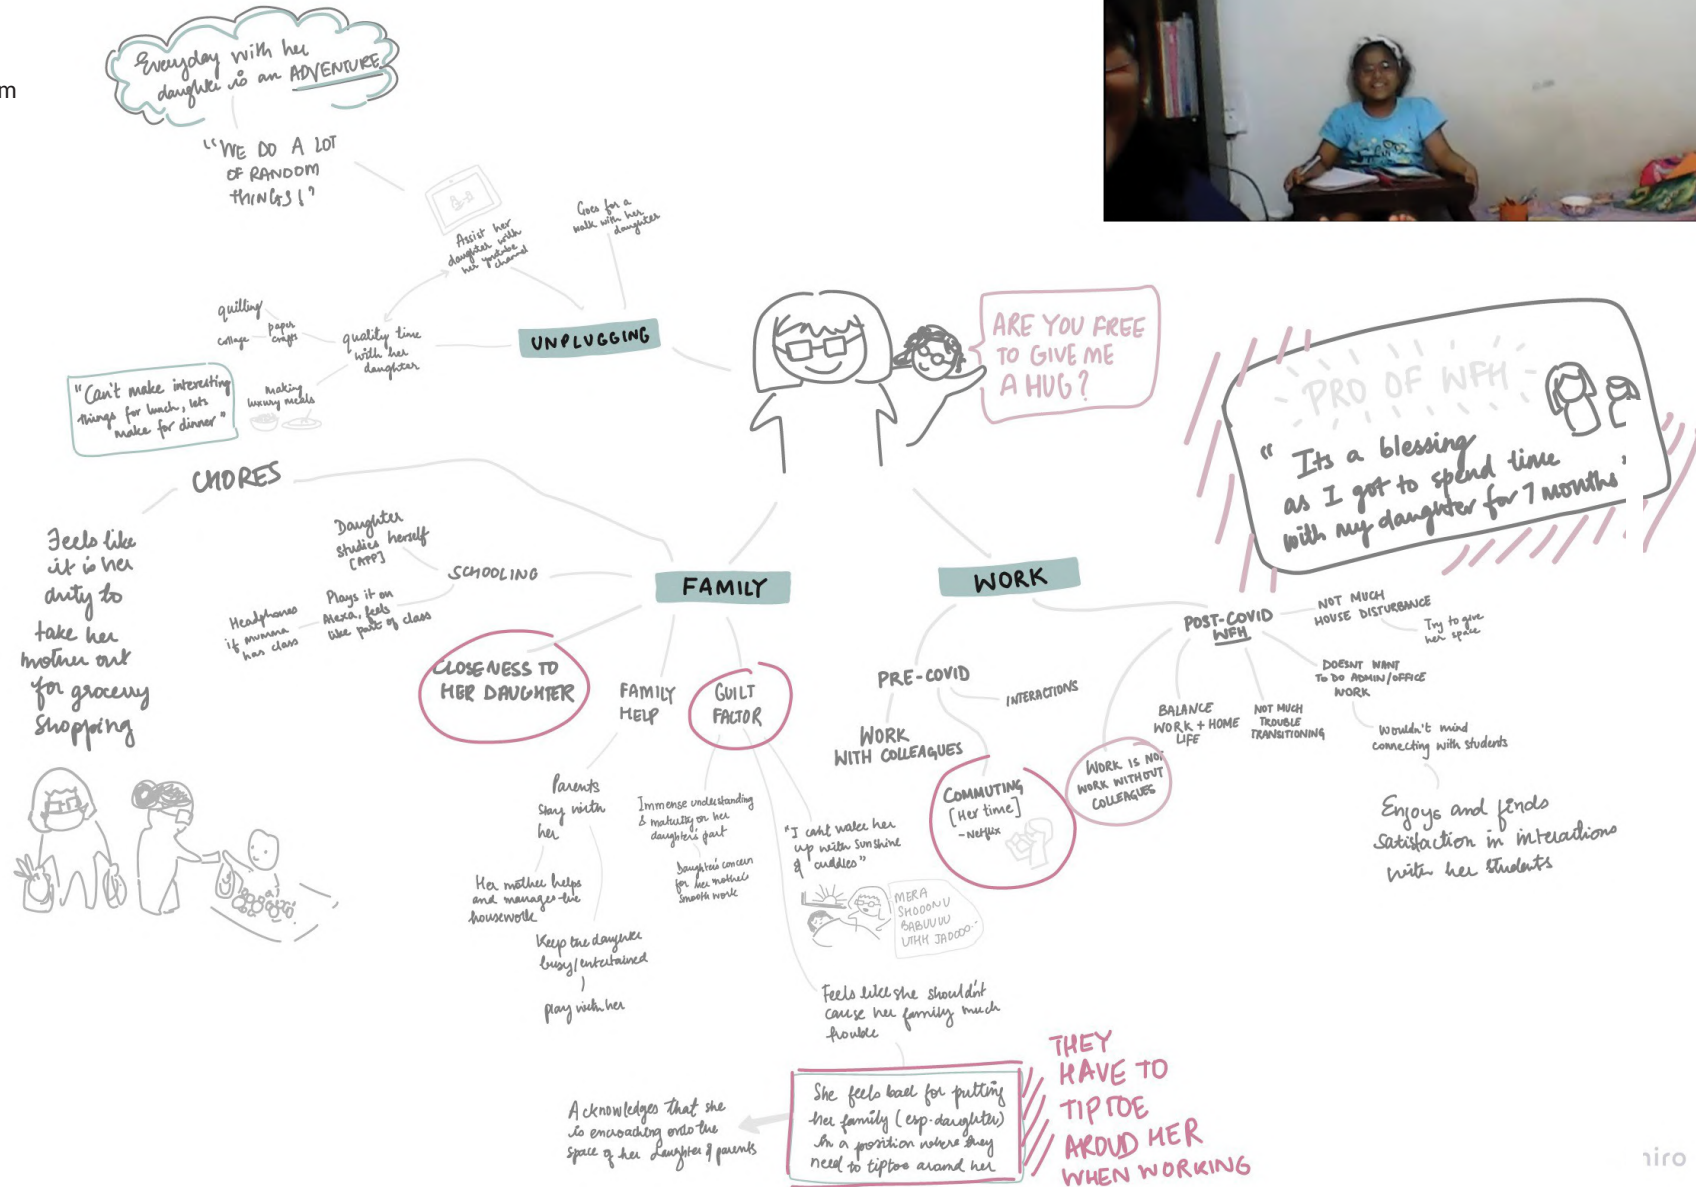 m
Everyday with her
daughter is an ADVENTURE
"WE DO A LOT
OF RANDOM
THINGS!"
Assist her
daughter with
her youtube
channel
Goes for a
walk with her
daughter
UNPLUGGING
quality time
with her
daughter
quilling
paper
crafts
collage
making
luxury meals
"Can't make interesting
things for lunch, lets
make for dinner"
ARE YOU FREE
TO GIVE ME
A HUG?
PRO OF WFH
"Its a blessing
as I got to spend time
with my daughter for 7 months"
CHORES
Feels like
it is her
duty to
take her
mother out
for grocery
shopping
FAMILY
SCHOOLING
Daughter
studies herself
[APP]
Plays it on
Alexa, feels
like part of class
Headphones
if mumma
has class
CLOSENESS TO
HER DAUGHTER
FAMILY
HELP
Parents
stay with
her
Her mother helps
and manages the
housework
Keep the daughter
busy/entertained
play with her
GUILT
FACTOR
Immense understanding
& maturity on her
daughter's part
Daughter's concern
for her mother's
smooth work
"I cant wake her
up with sunshine
& cuddles"
MERA
SHOOONU
BABUUUU
UTHH JADOOO--
Feels like she shouldn't
cause her family much
trouble
She feels bad for putting
her family (esp-daughter)
in a position where they
need to tiptoe around her
THEY
HAVE TO
TIPTOE
AROUD HER
WHEN WORKING
Acknowledges that she
is encroaching onto the
space of her daughter & parents
WORK
PRE-COVID
WORK
WITH COLLEAGUES
INTERACTIONS
COMMUTING
[Her time]
- Netflix
POST-COVID
WFH
WORK IS NOT
WORK WITHOUT
COLLEAGUES
BALANCE
WORK + HOME
LIFE
NOT MUCH
TROUBLE
TRANSITIONING
NOT MUCH
HOUSE DISTURBANCE
Try to give
her space
DOESNT WANT
TO DO ADMIN/OFFICE
WORK
Wouldn't mind
connecting with students
Enjoys and finds
satisfaction in interactions
with her students
miro